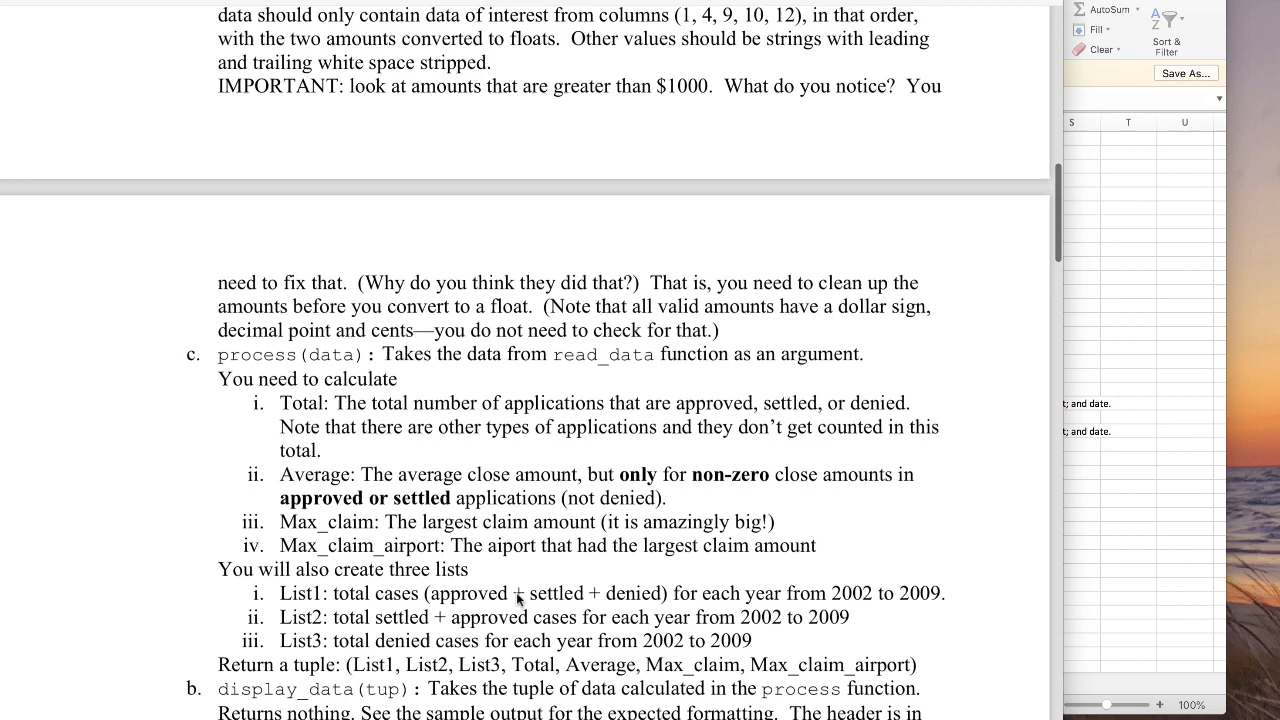 data should only contain data of interest from columns (1, 4, 9, 10, 12), in that order,
with the two amounts converted to floats. Other values should be strings with leading
and trailing white space stripped.
IMPORTANT: look at amounts that are greater than $1000. What do you notice? You
need to fix that. (Why do you think they did that?) That is, you need to clean up the
amounts before you convert to a float. (Note that all valid amounts have a dollar sign,
decimal point and cents—you do not need to check for that.)
c. process(data): Takes the data from read_data function as an argument.
You need to calculate
i. Total: The total number of applications that are approved, settled, or denied.
Note that there are other types of applications and they don't get counted in this
total.
ii. Average: The average close amount, but only for non-zero close amounts in
approved or settled applications (not denied).
iii. Max_claim: The largest claim amount (it is amazingly big!)
iv. Max_claim_airport: The aiport that had the largest claim amount
You will also create three lists
i. List1: total cases (approved + settled + denied) for each year from 2002 to 2009.
ii. List2: total settled + approved cases for each year from 2002 to 2009
iii. List3: total denied cases for each year from 2002 to 2009
Return a tuple: (List1, List2, List3, Total, Average, Max_claim, Max_claim_airport)
b. display_data(tup): Takes the tuple of data calculated in the process function.
Returns nothing. See the sample output for the expected formatting. The header is in
AutoSum
Fill
Clear
Sort &
Filter
Save As...
S T U
t; and date.
t; and date.
+ 100%